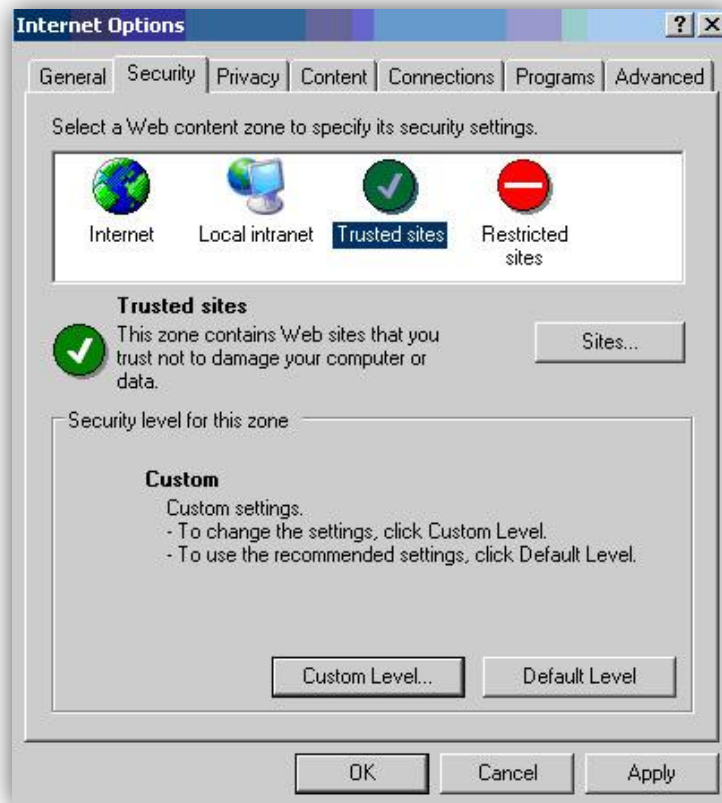 Internet Options
General Security Privacy Content Connections Programs Advanced
Select a Web content zone to specify its security settings.
Internet Local intranet Trusted sites Restricted
sites
Trusted sites
This zone contains Web sites that you
trust not to damage your computer or
data.
Sites...
Security level for this zone
Custom
Custom settings.
- To change the settings, click Custom Level.
- To use the recommended settings, click Default Level.
Custom Level... Default Level
OK Cancel Apply